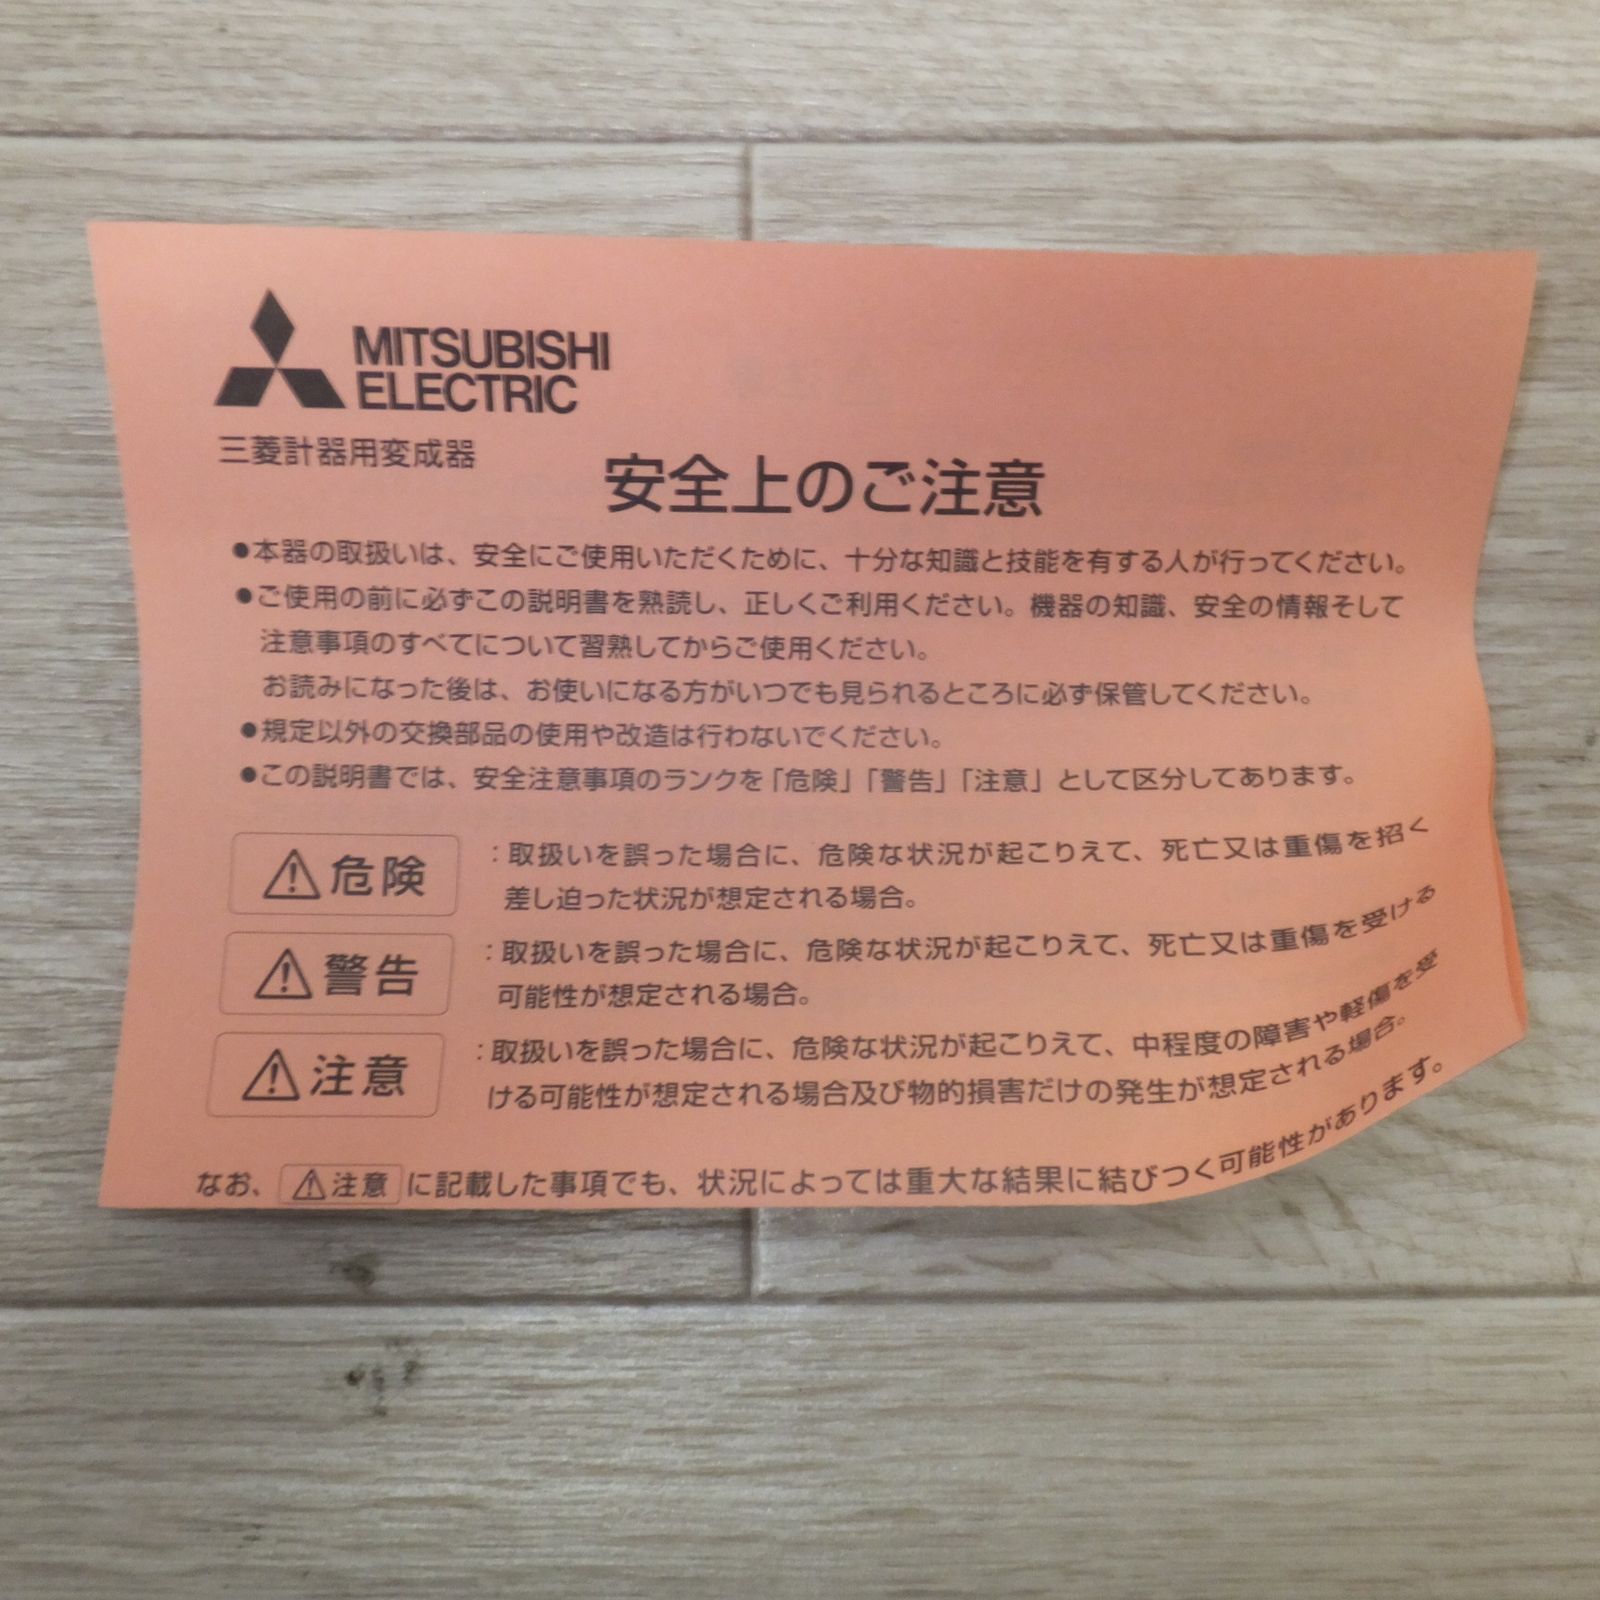 MITSUBISHI
ELECTRIC
三菱計器用変成器
安全上のご注意
●本器の取扱いは、安全にご使用いただくために、十分な知識と技能を有する人が行ってください。
●ご使用の前に必ずこの説明書を熟読し、正しくご利用ください。機器の知識、安全の情報そして
注意事項のすべてについて習熟してからご使用ください。
お読みになった後は、お使いになる方がいつでも見られるところに必ず保管してください。
●規定以外の交換部品の使用や改造は行わないでください。
●この説明書では、安全注意事項のランクを「危険」「警告」「注意」として区分してあります。
⚠危険 :取扱いを誤った場合に、危険な状況が起こりえて、死亡又は重傷を招く
差し迫った状況が想定される場合。
⚠警告 :取扱いを誤った場合に、危険な状況が起こりえて、死亡又は重傷を受ける
可能性が想定される場合。
⚠注意 :取扱いを誤った場合に、危険な状況が起こりえて、中程度の障害や軽傷を受
ける可能性が想定される場合及び物的損害だけの発生が想定される場合。
なお、⚠注意 に記載した事項でも、状況によっては重大な結果に結びつく可能性があります。